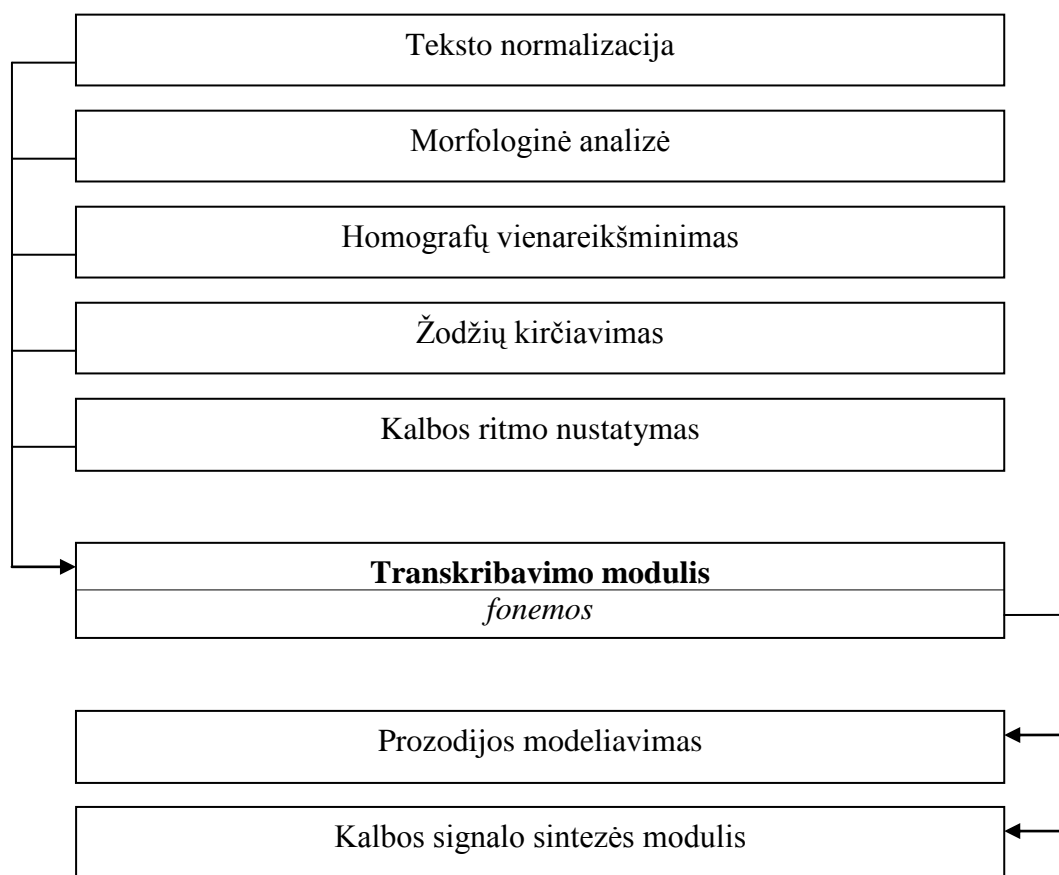 Teksto normalizacija
Morfologinė analizė
Homografų vienareikšminimas
Žodžių kirčiavimas
Kalbos ritmo nustatymas
Transkribavimo modulis
fonemos
Prozodijos modeliavimas
Kalbos signalo sintezės modulis